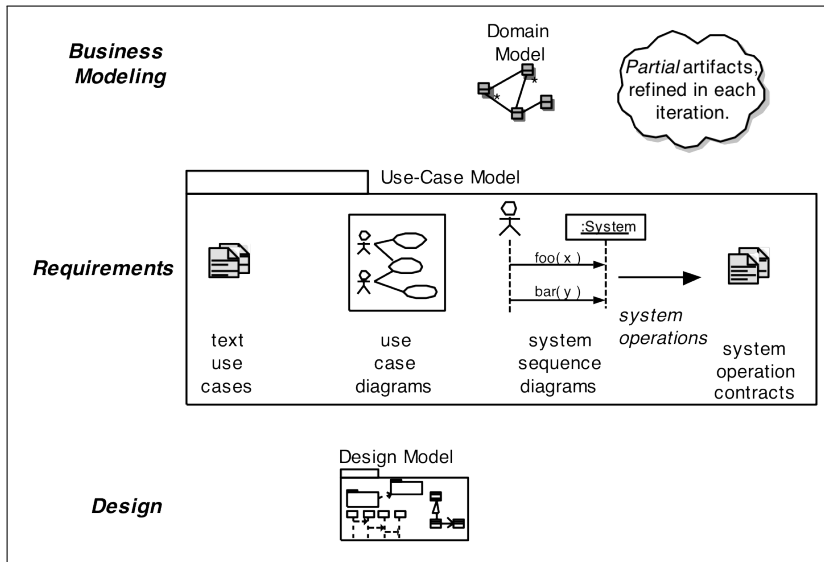 Business
Modeling
Domain
Model
*
*
Partial artifacts,
refined in each
iteration.
Use-Case Model
Requirements
:System
foo( x )
bar( y )
text
use
cases
use
case
diagrams
system
sequence
diagrams
system
operations
system
operation
contracts
Design
Design Model